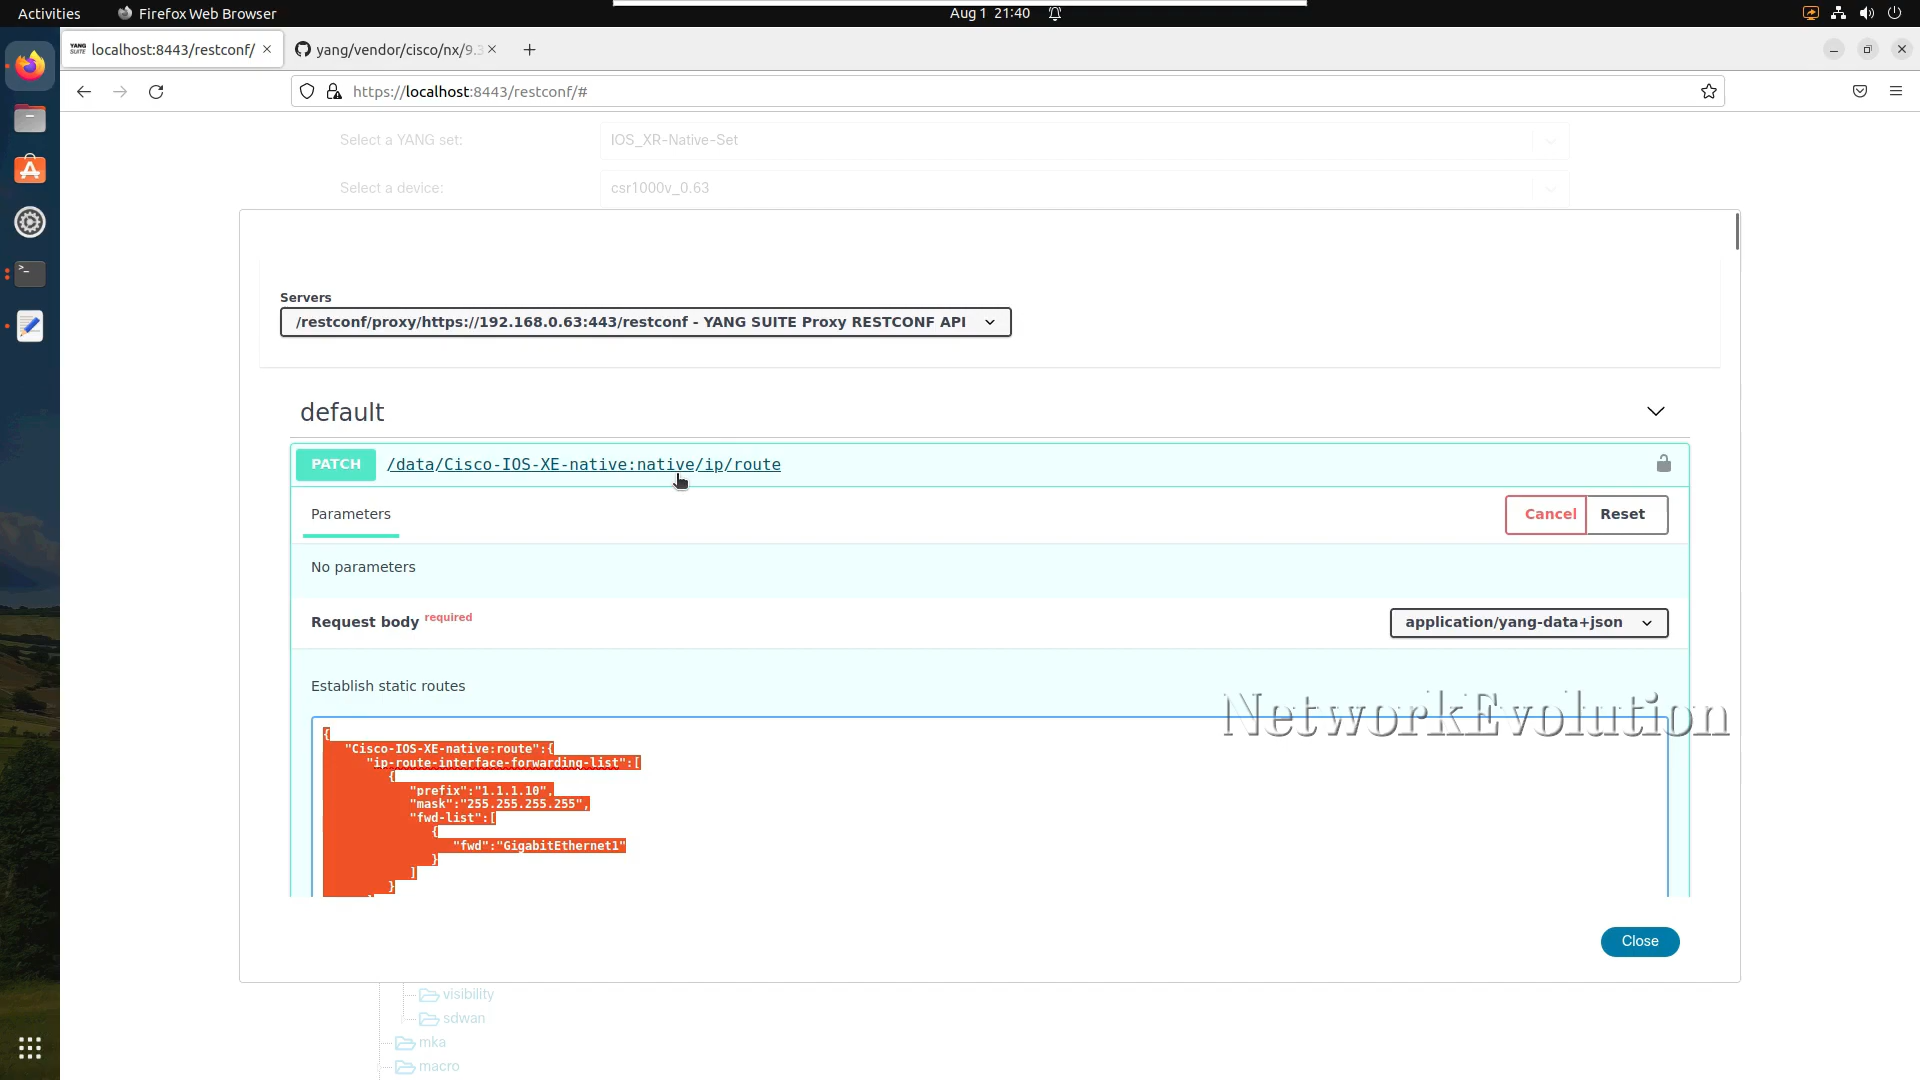 Activities
Firefox Web Browser
Aug 1 21:40
YANG SUITE
localhost:8443/restconf/
yang/vendor/cisco/nx/9.3
https://localhost:8443/restconf/#
Select a YANG set:
IOS_XR-Native-Set
Select a device:
csr1000v_0.63
Servers
/restconf/proxy/https://192.168.0.63:443/restconf - YANG SUITE Proxy RESTCONF API
default
PATCH
/data/Cisco-IOS-XE-native:native/ip/route
Parameters
Cancel
Reset
No parameters
Request body required
application/yang-data+json
Establish static routes
NetworkEvolution
{
"Cisco-IOS-XE-native:route":{
"ip-route-interface-forwarding-list":[
{
"prefix":"1.1.1.10",
"mask":"255.255.255.255",
"fwd-list":[
{
"fwd":"GigabitEthernet1"
}
]
}
Close
visibility
sdwan
mka
macro